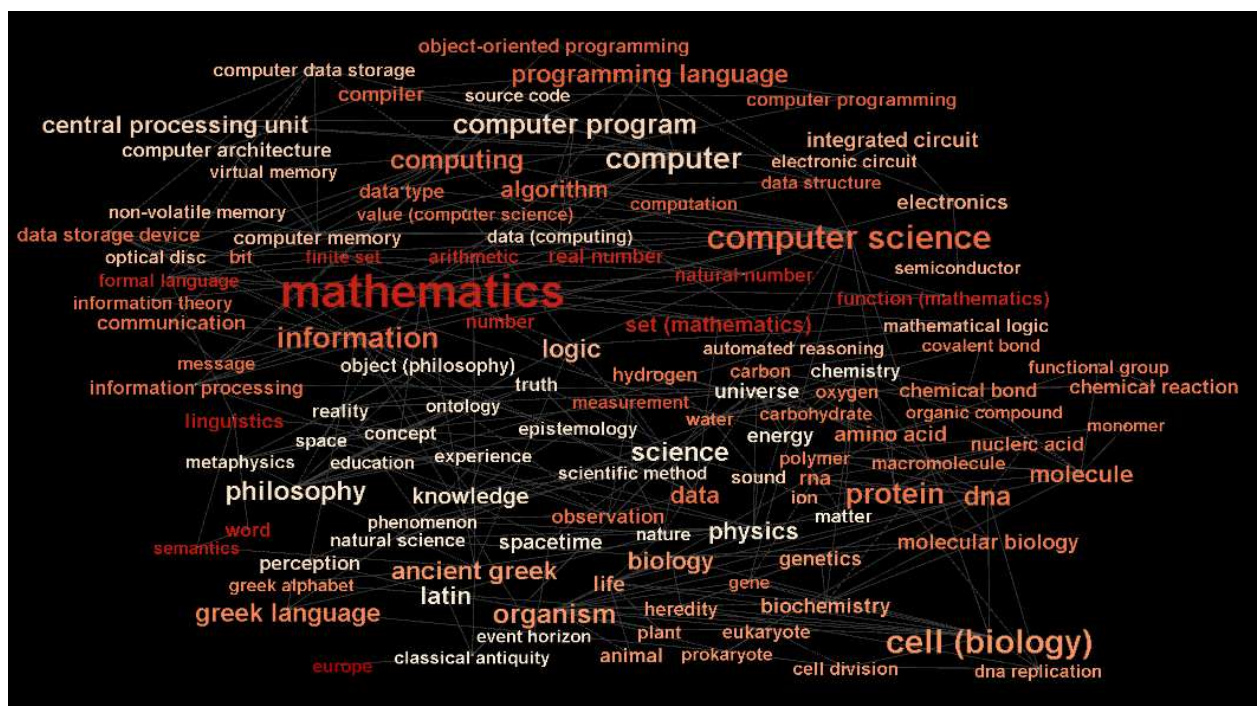 object-oriented programming
computer data storage
programming language
compiler
source code
computer programming
central processing unit
computer program
integrated circuit
computer architecture
computing
computer
electronic circuit
virtual memory
data type
algorithm
data structure
non-volatile memory
value (computer science)
computation
electronics
data storage device
computer memory
data (computing)
computer science
optical disc
bit
finite set
arithmetic
real number
semiconductor
formal language
mathematics
natural number
function (mathematics)
information theory
communication
number
set (mathematics)
mathematical logic
information
logic
automated reasoning
covalent bond
message
object (philosophy)
hydrogen
carbon
chemistry
functional group
information processing
truth
universe
oxygen
chemical bond
chemical reaction
linguistics
reality
ontology
measurement
water
carbohydrate
organic compound
monomer
space
concept
epistemology
energy
amino acid
nucleic acid
metaphysics
education
experience
science
scientific method
sound
polymer
rna
macromolecule
molecule
philosophy
knowledge
data
ion
protein
dna
word
phenomenon
observation
matter
semantics
natural science
spacetime
nature
physics
molecular biology
perception
ancient greek
biology
genetics
greek alphabet
latin
life
gene
greek language
organism
heredity
biochemistry
event horizon
plant
eukaryote
cell (biology)
europe
classical antiquity
animal
prokaryote
cell division
dna replication